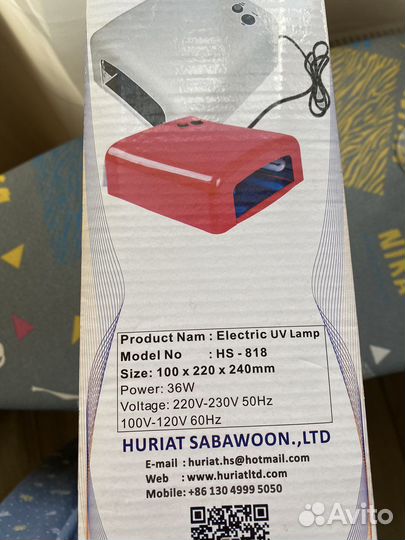 Product Nam : Electric UV Lamp
Model No : HS - 818
Size: 100 x 220 x 240mm
Power: 36W
Voltage: 220V-230V 50Hz
100V-120V 60Hz
HURIAT SABAWOON.,LTD
E-mail : huriat.hs@hotmail.com
Web : www.huriatltd.com
Mobile: +86 130 4999 5050
NIKA
Avito